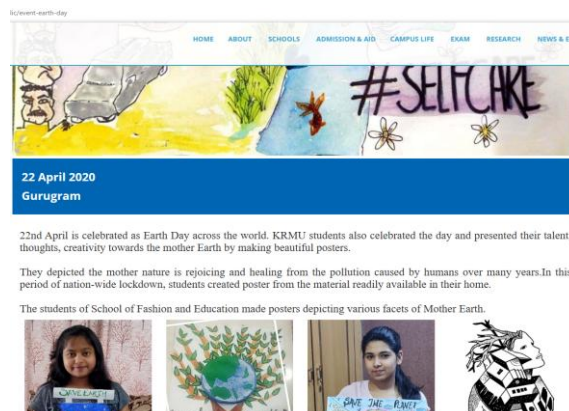 lic/event-earth-day
HOME ABOUT SCHOOLS ADMISSION & AID CAMPUS LIFE EXAM RESEARCH NEWS & E
#SELFCARE
22 April 2020
Gurugram
22nd April is celebrated as Earth Day across the world. KRMU students also celebrated the day and presented their talent
thoughts, creativity towards the mother Earth by making beautiful posters.
They depicted the mother nature is rejoicing and healing from the pollution caused by humans over many years.In this
period of nation-wide lockdown, students created poster from the material readily available in their home.
The students of School of Fashion and Education made posters depicting various facets of Mother Earth.
SAVE EARTH
SAVE THE PLANET